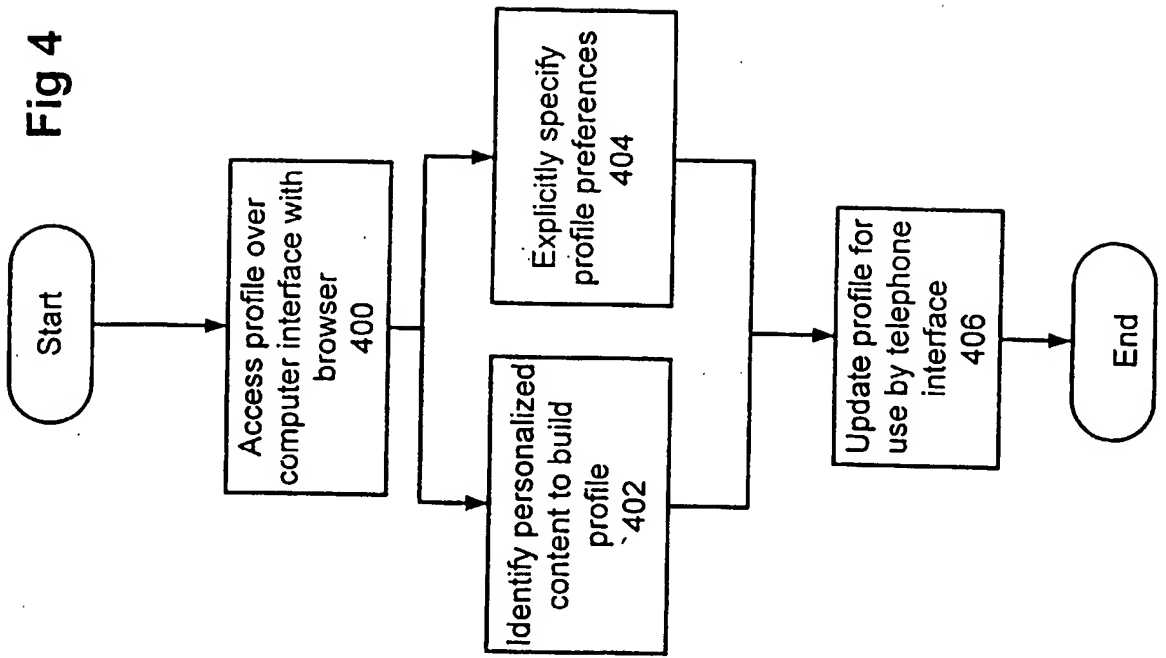 Fig 4
Start
Access profile over
computer interface with
browser
400
Identify personalized
content to build
profile
402
Explicitly specify
profile preferences
404
Update profile for
use by telephone
interface
406
End